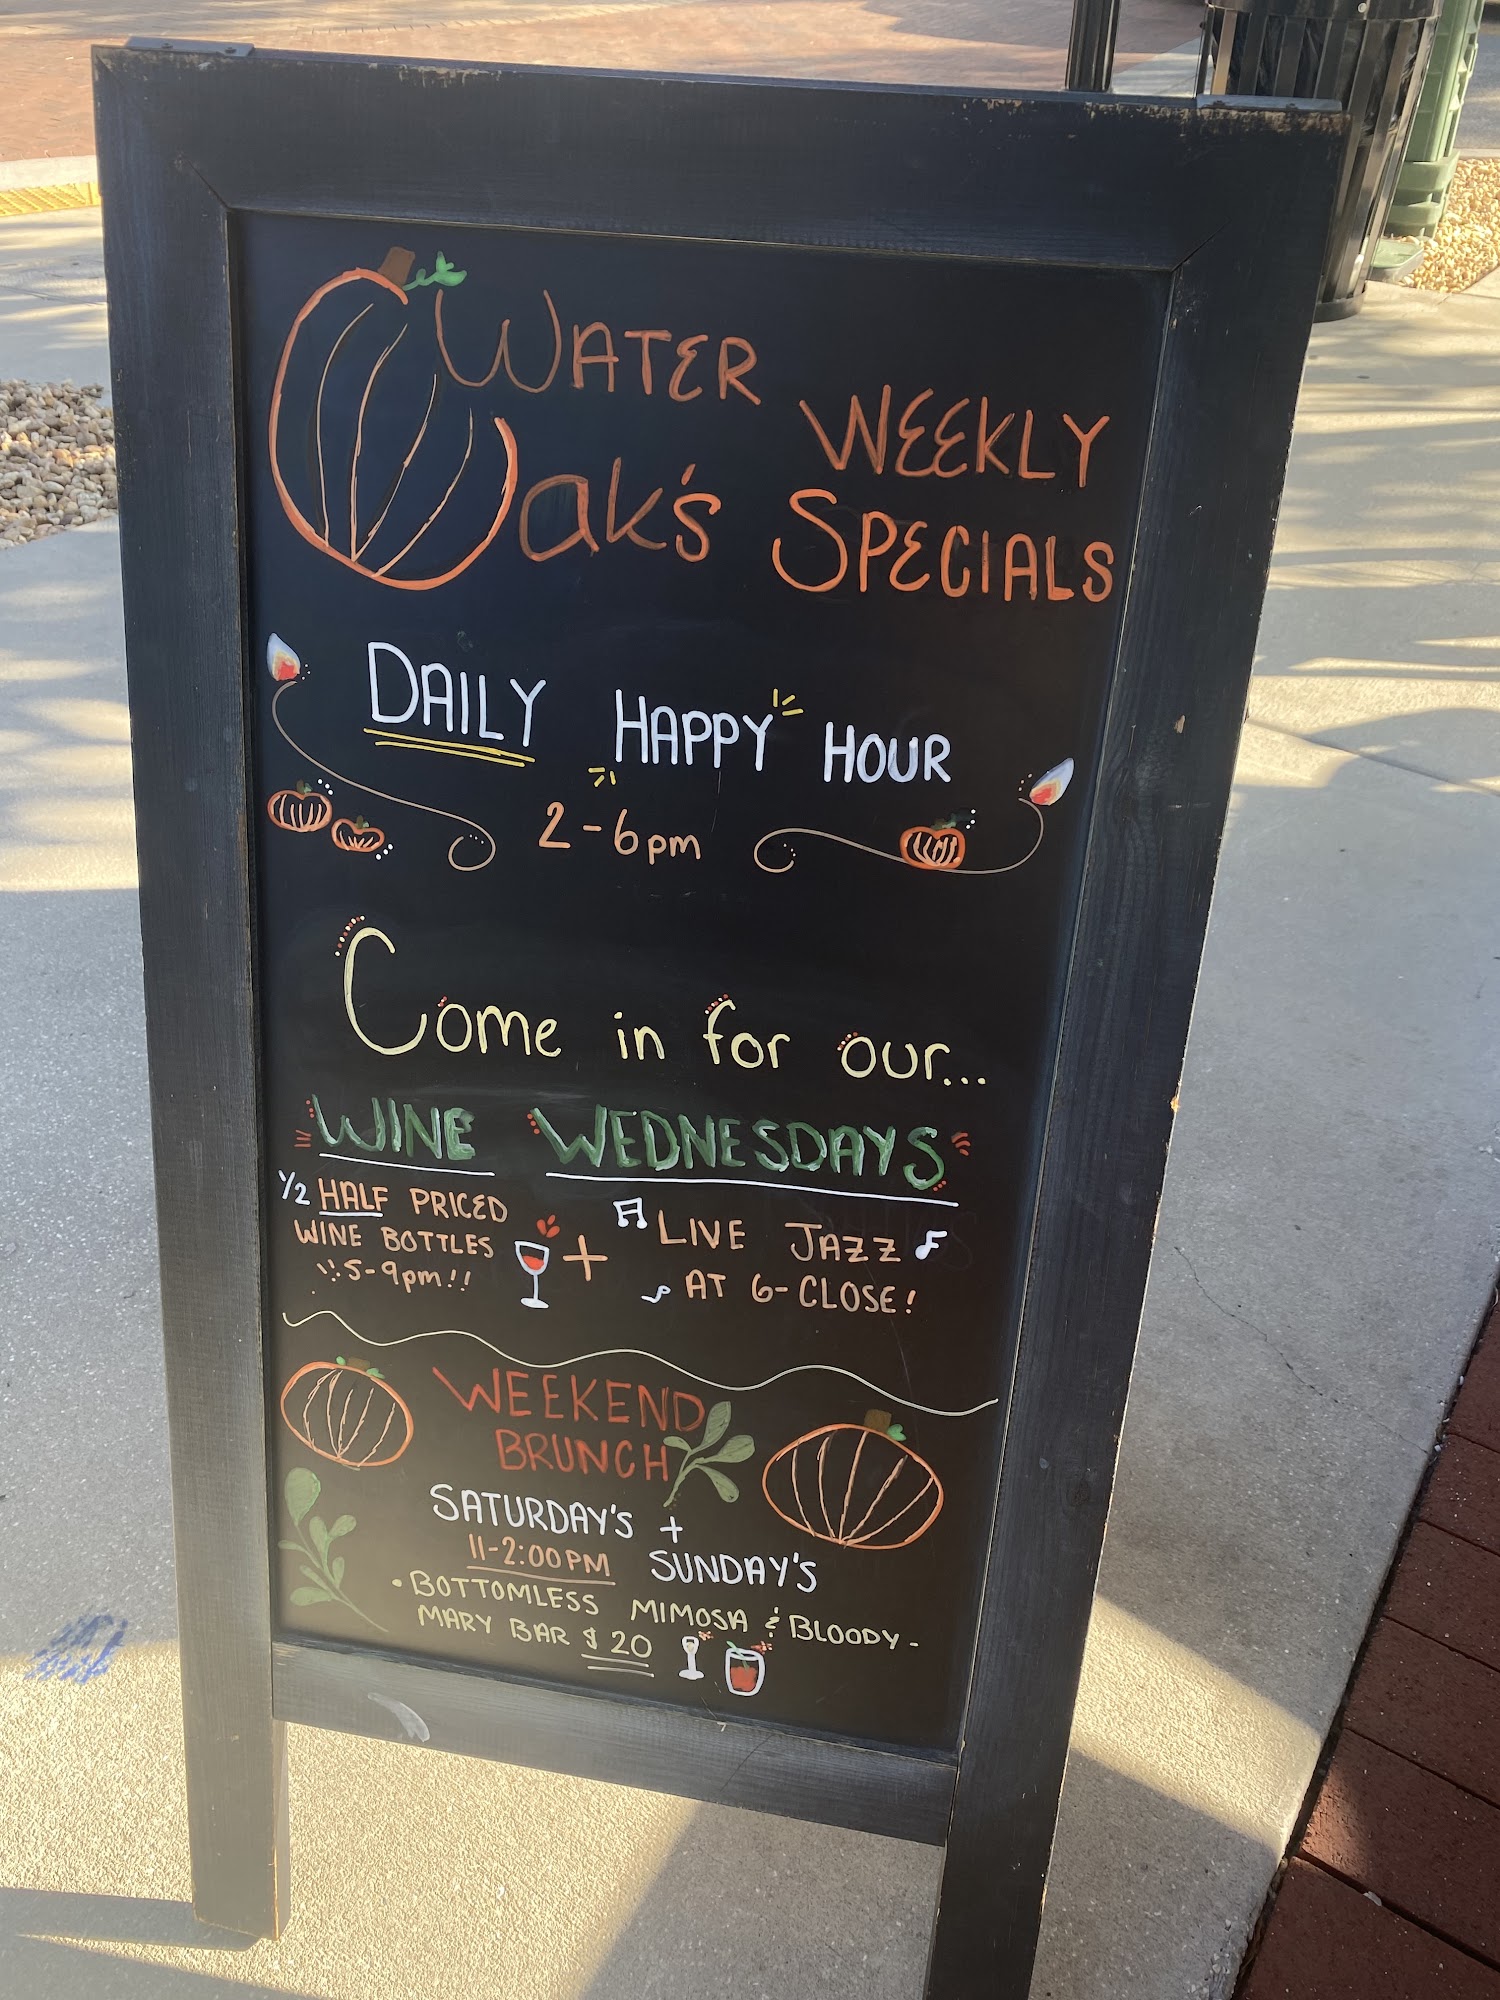 WATER
Oak's
WEEKLY
SPECIALS
DAILY HAPPY HOUR
2-6pm
Come in for our...
WINE WEDNESDAYS
1/2 HALF PRICED
WINE BOTTLES
5-9pm!!
+
LIVE JAZZ
AT 6-CLOSE!
WEEKEND
BRUNCH
SATURDAY'S +
SUNDAY'S
11-2:00PM
• BOTTOMLESS MIMOSA & BLOODY-
MARY BAR $20